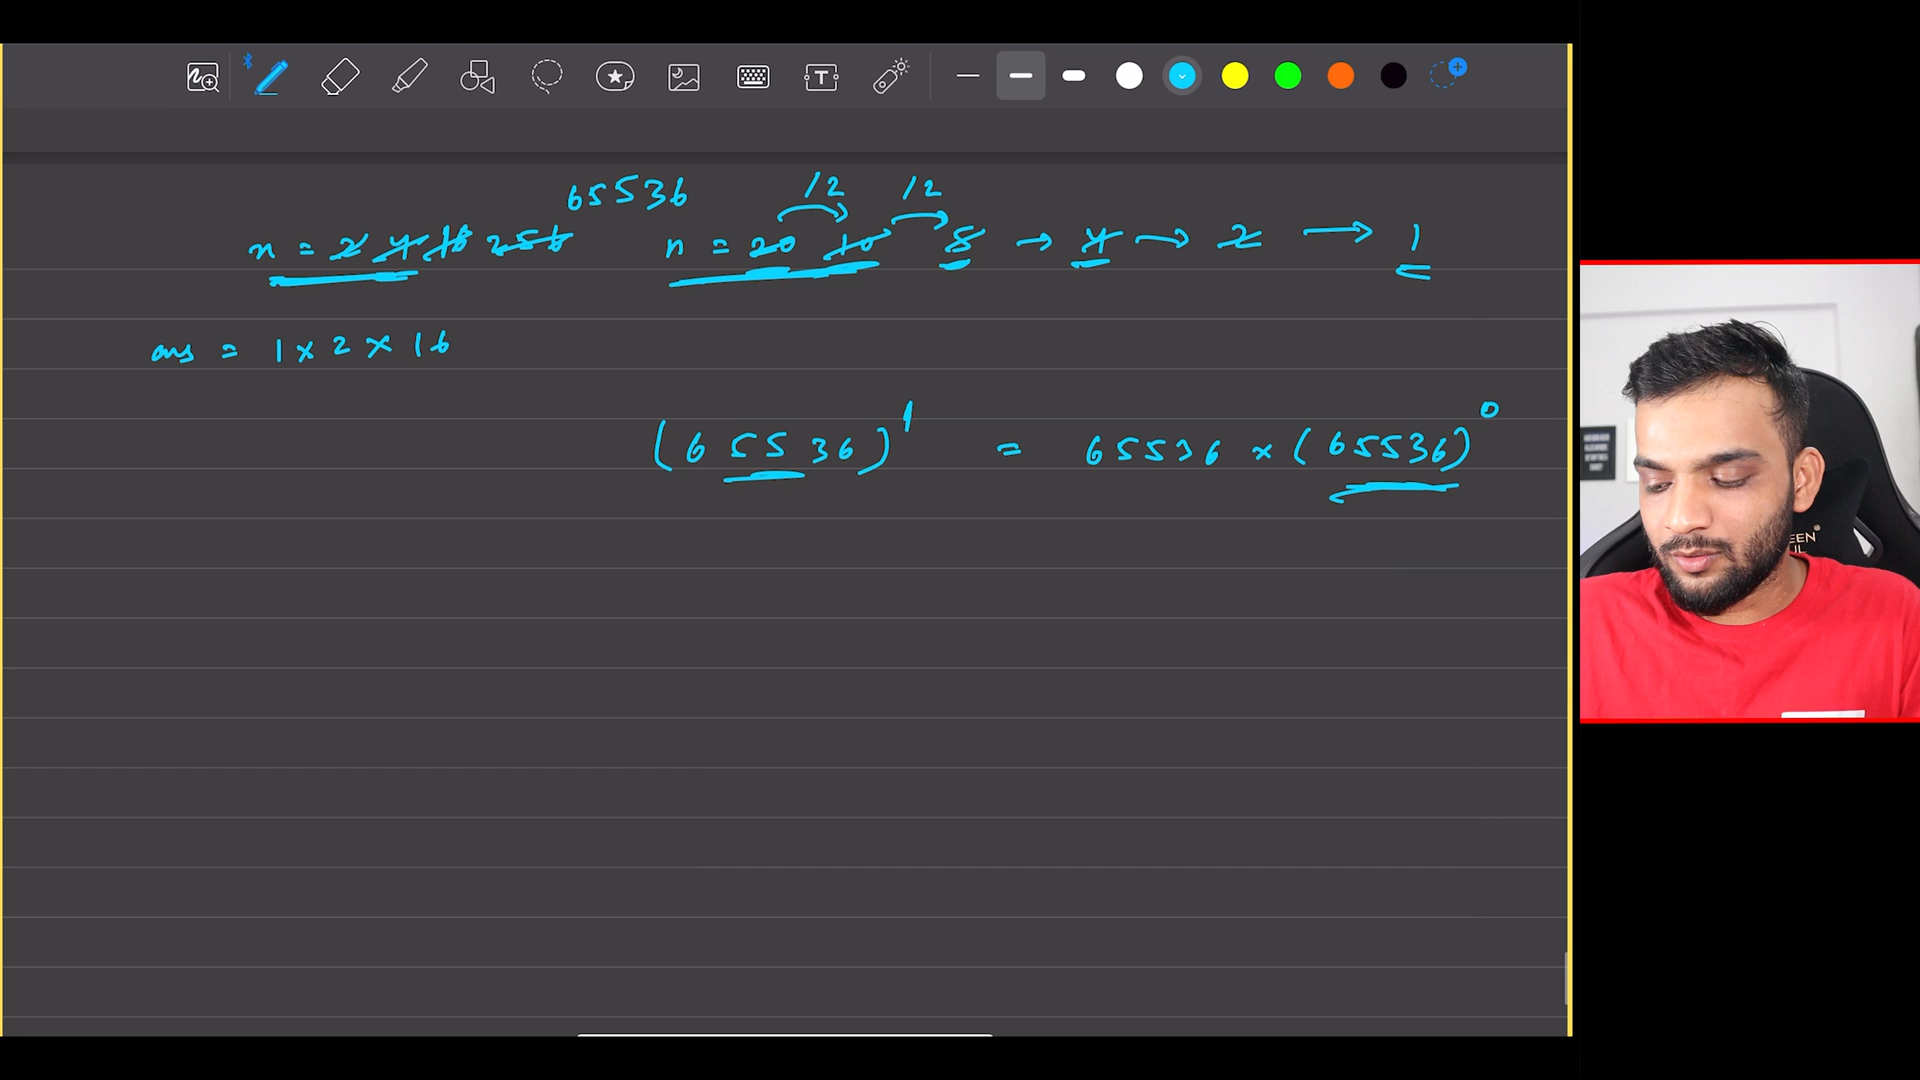 65536 /2 /2
x = 2 4 16 256 n = 20 10 8 → 4 → 2 → 1
ans = 1 x 2 x 16
(65536)¹ = 65536 x (65536)⁰